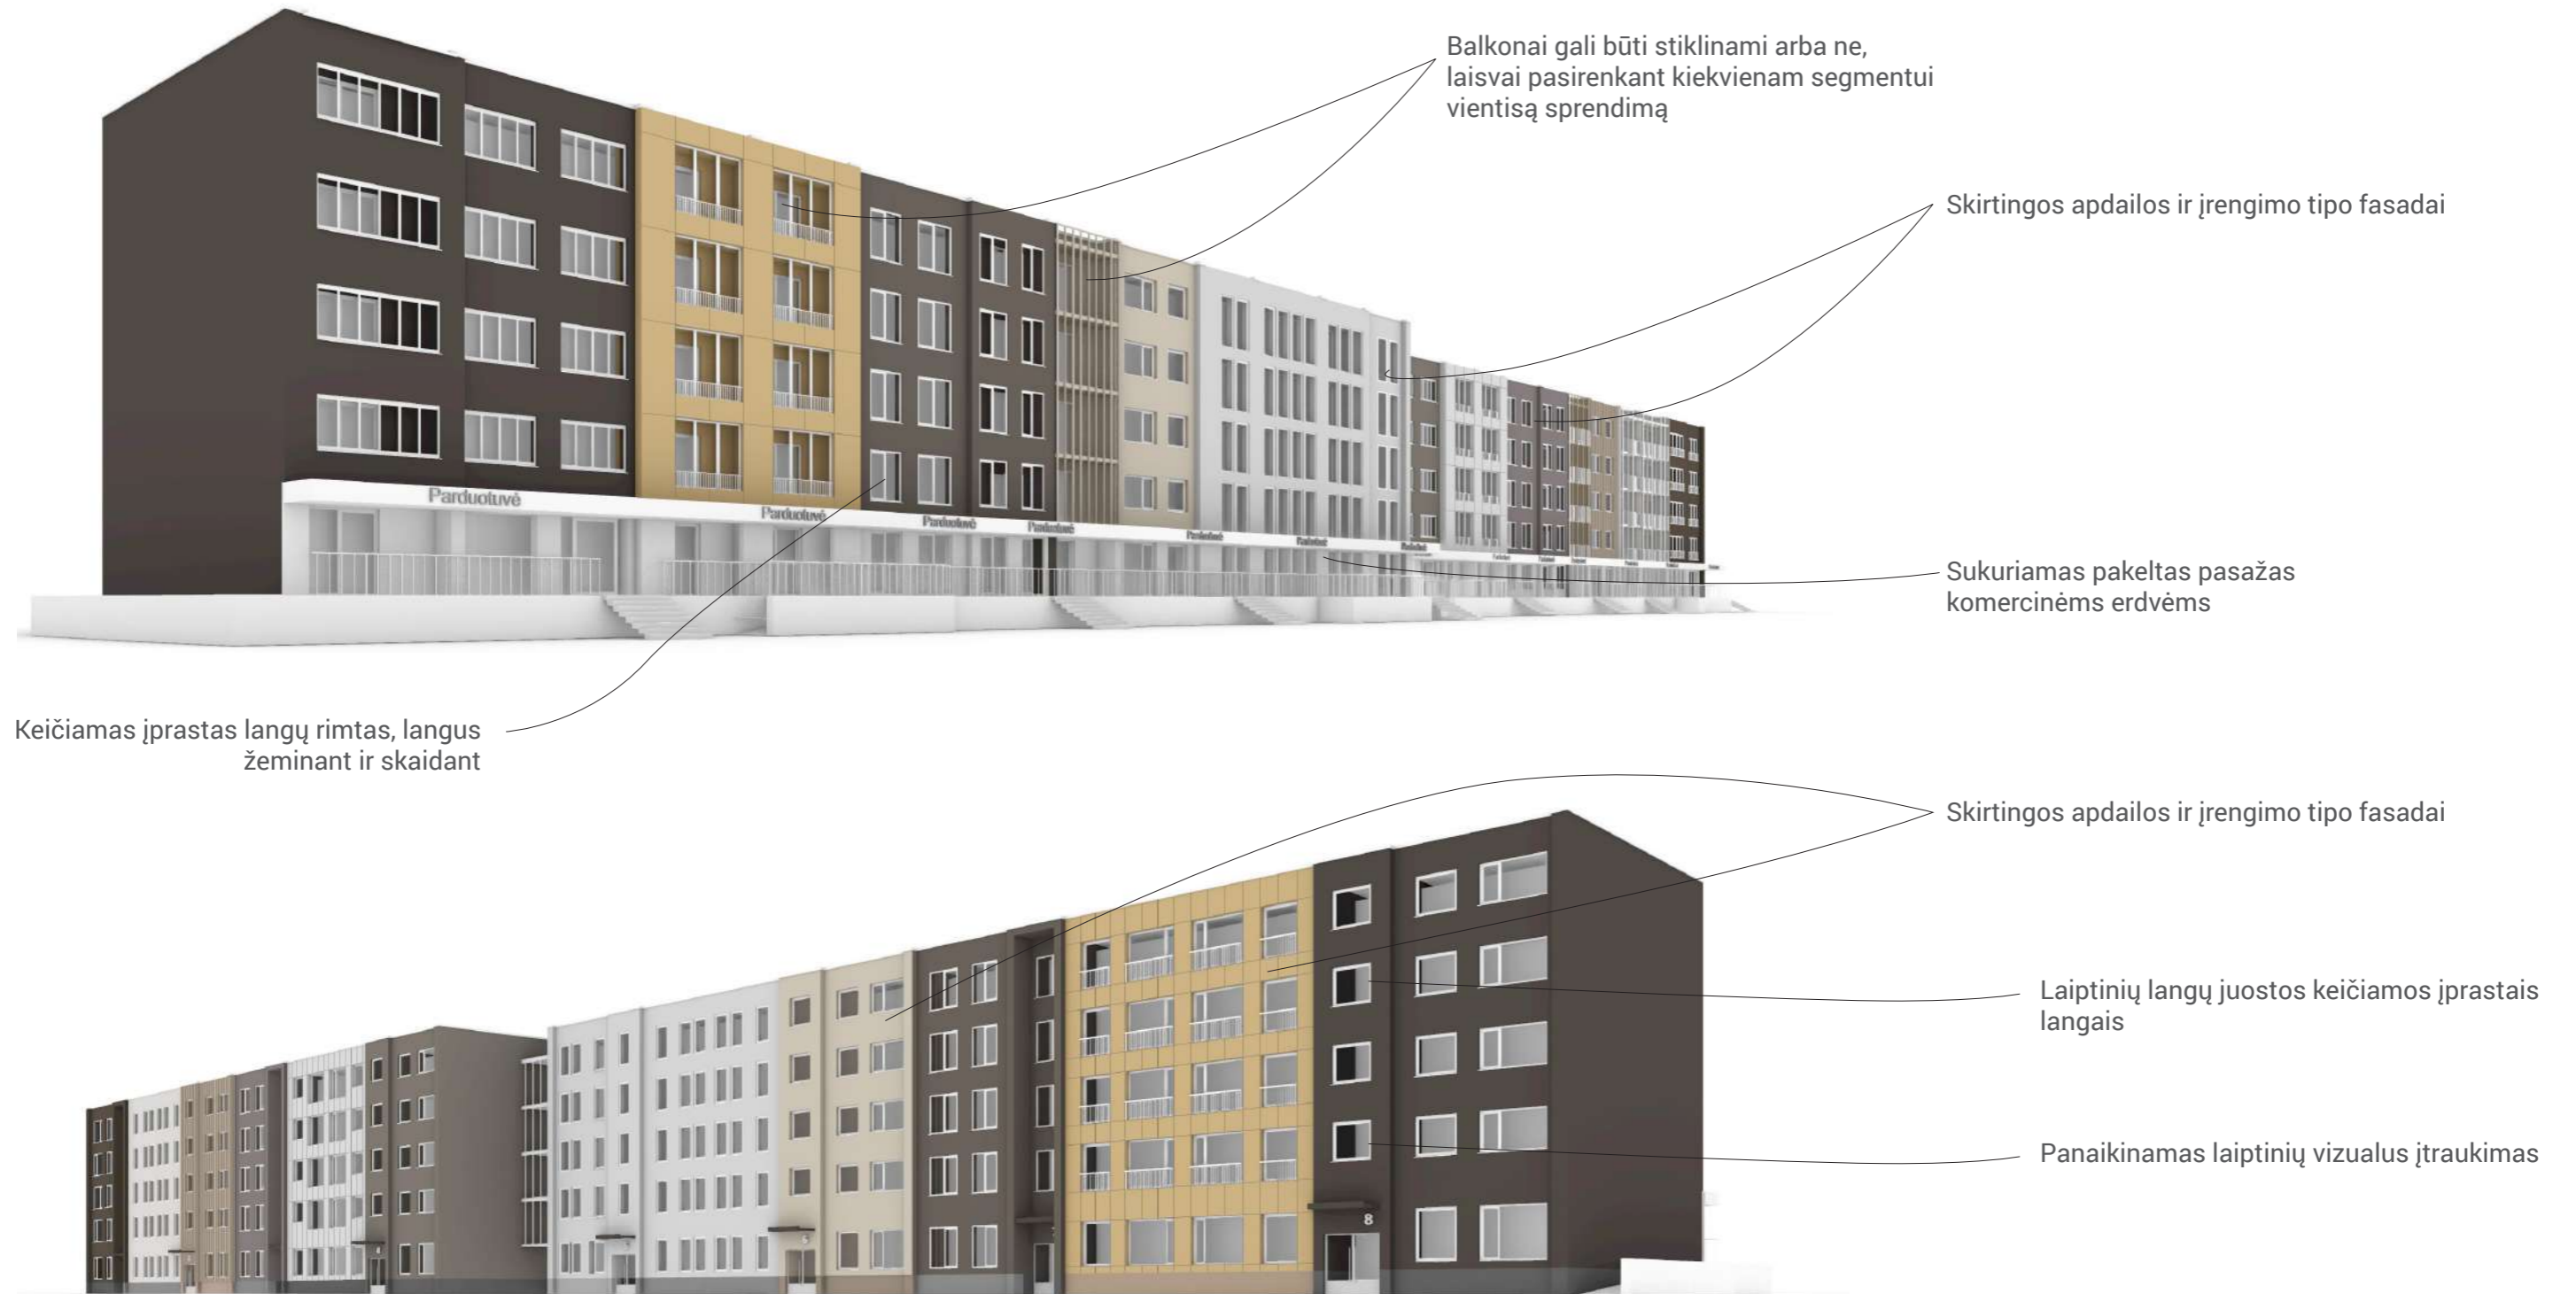 Balkonai gali būti stiklinami arba ne,
laisvai pasirenkant kiekvienam segmentui
vientisą sprendimą
Skirtingos apdailos ir įrengimo tipo fasadai
Parduotuvė
Parduotuvė
Parduotuvė
Parduotuvė
Parduotuvė
Sukuriamas pakeltas pasažas
komercinėms erdvėms
Keičiamas įprastas langų rimtas, langus
žeminant ir skaidant
Skirtingos apdailos ir įrengimo tipo fasadai
Laiptinių langų juostos keičiamos įprastais
langais
Panaikinamas laiptinių vizualus įtraukimas
8